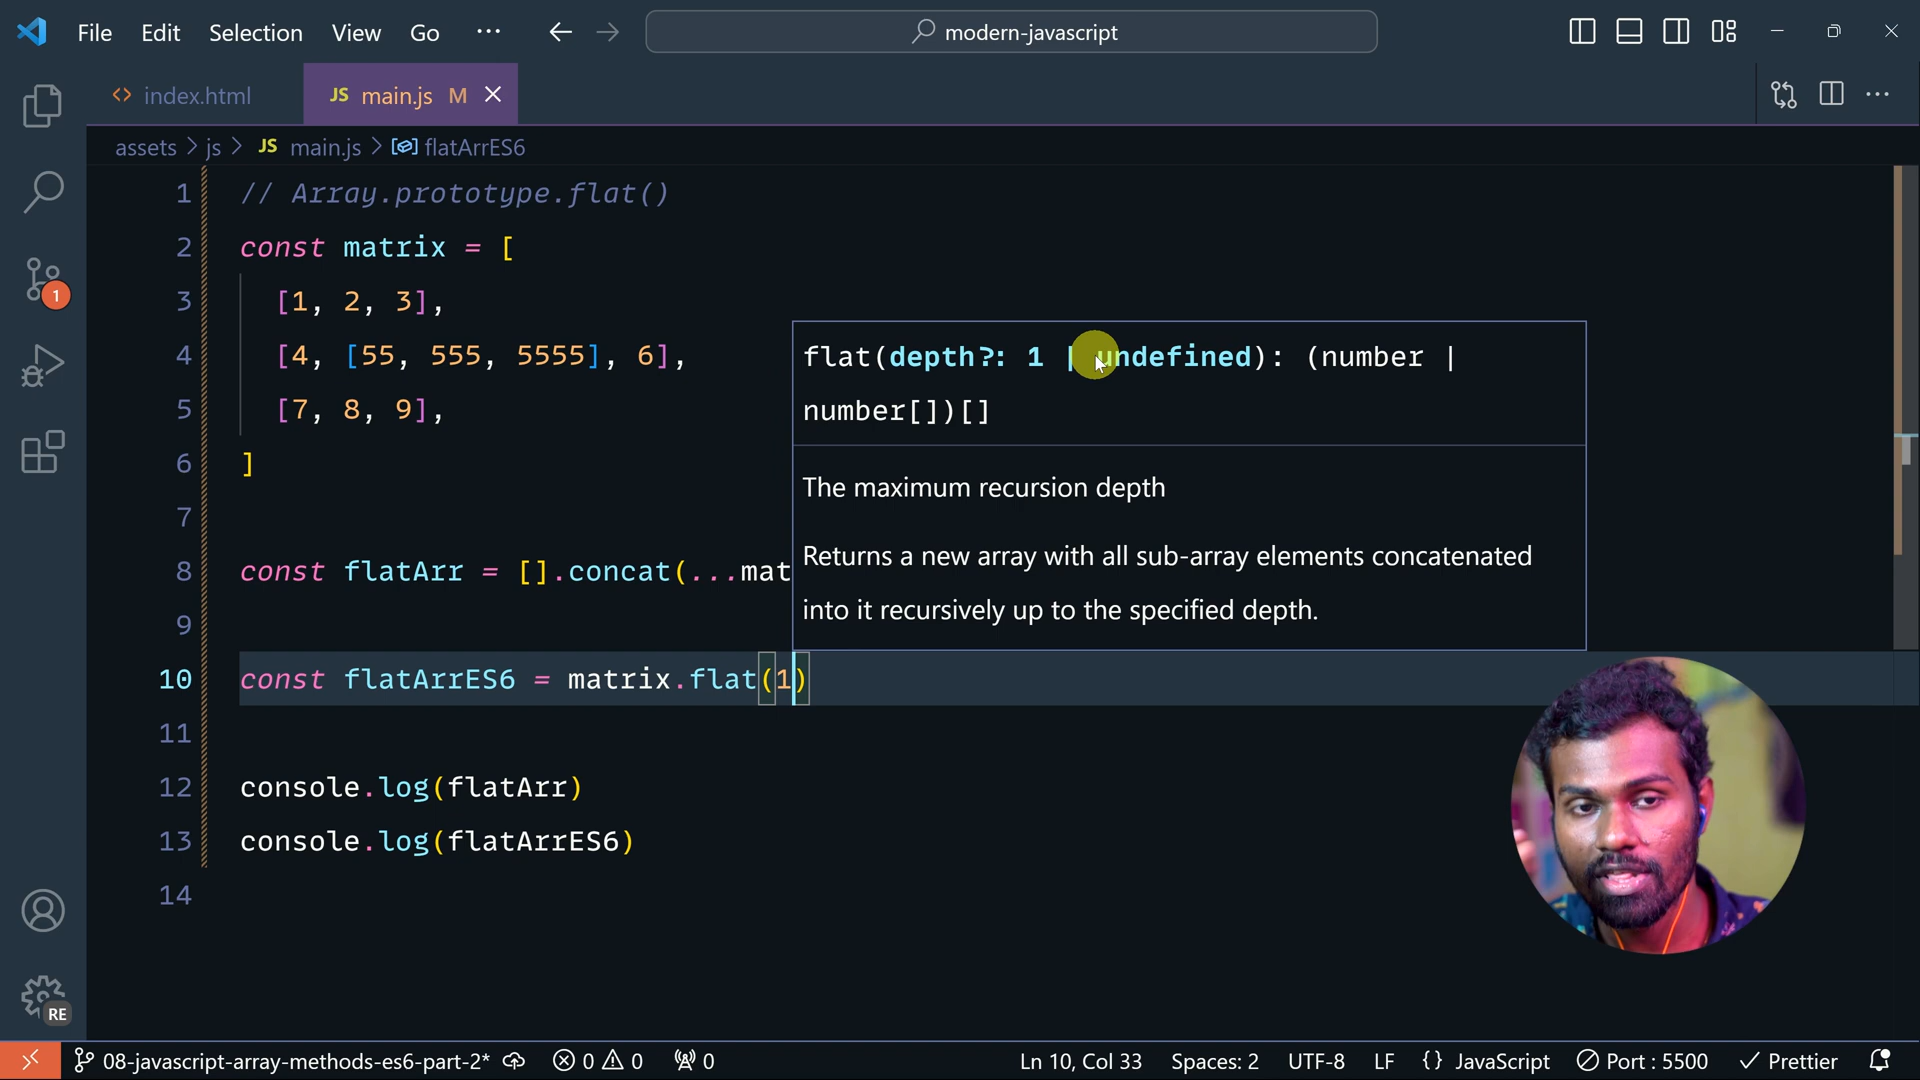 File Edit Selection View Go ··· modern-javascript
index.html JS main.js M
assets > js > JS main.js > flatArrES6
1 // Array.prototype.flat()
2 const matrix = [
3 [1, 2, 3],
4 [4, [55, 555, 5555], 6],
5 [7, 8, 9],
6 ]
7
8 const flatArr = [].concat(...mat
9
10 const flatArrES6 = matrix.flat(1)
11
12 console.log(flatArr)
13 console.log(flatArrES6)
14
flat(depth?: 1 | undefined): (number |
number[])[]
The maximum recursion depth
Returns a new array with all sub-array elements concatenated
into it recursively up to the specified depth.
1
RE
08-javascript-array-methods-es6-part-2* 0 0 0 Ln 10, Col 33 Spaces: 2 UTF-8 LF {} JavaScript Port : 5500 Prettier